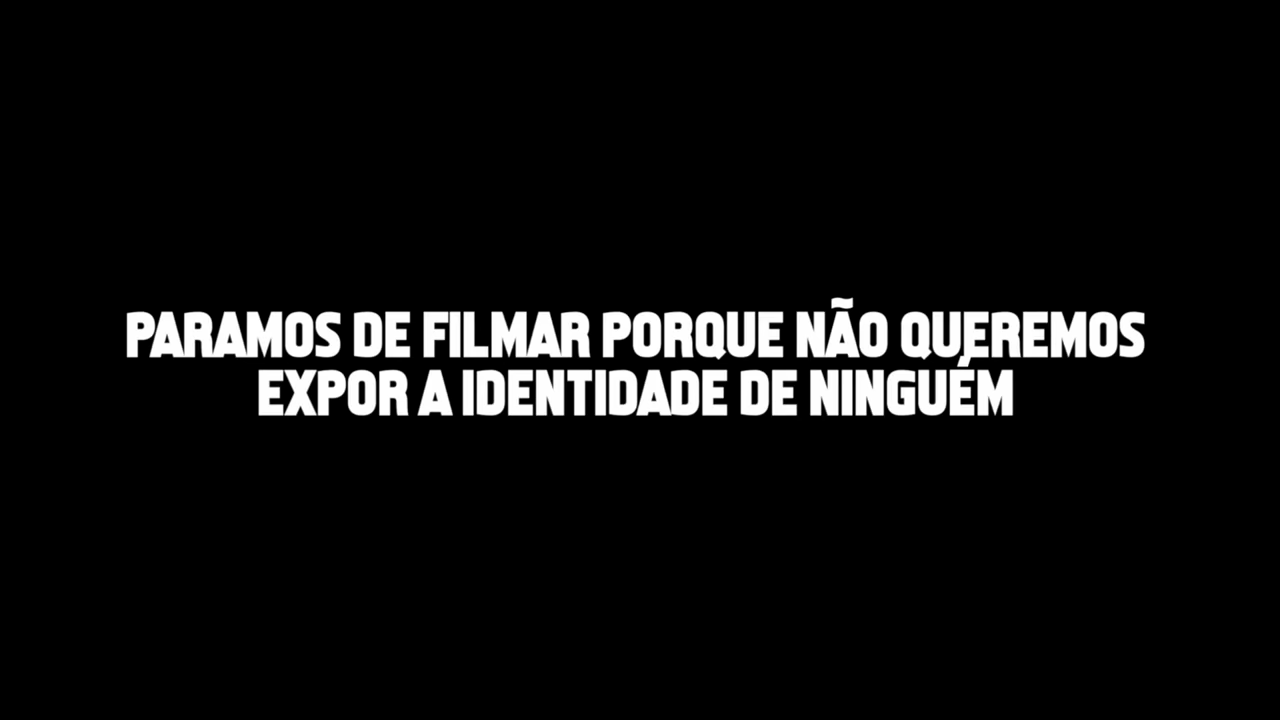 PARAMOS DE FILMAR PORQUE NÃO QUEREMOS
EXPOR A IDENTIDADE DE NINGUÉM